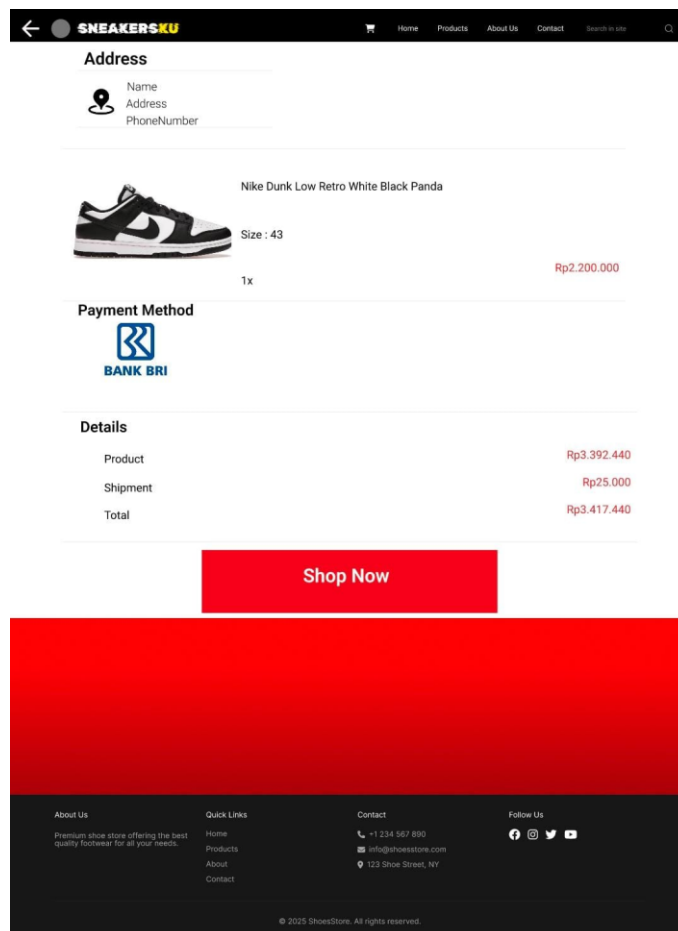 SNEAKERSKU
Home Products About Us Contact Search in site
Address
Name
Address
PhoneNumber
Nike Dunk Low Retro White Black Panda
Size : 43
1x
Rp2.200.000
Payment Method
BANK BRI
Details
Product Rp3.392.440
Shipment Rp25.000
Total Rp3.417.440
Shop Now
About Us
Premium shoe store offering the best
quality footwear for all your needs.
Quick Links
Home
Products
About
Contact
Contact
+1 234 567 890
info@shoesstore.com
123 Shoe Street, NY
Follow Us
© 2025 ShoesStore. All rights reserved.